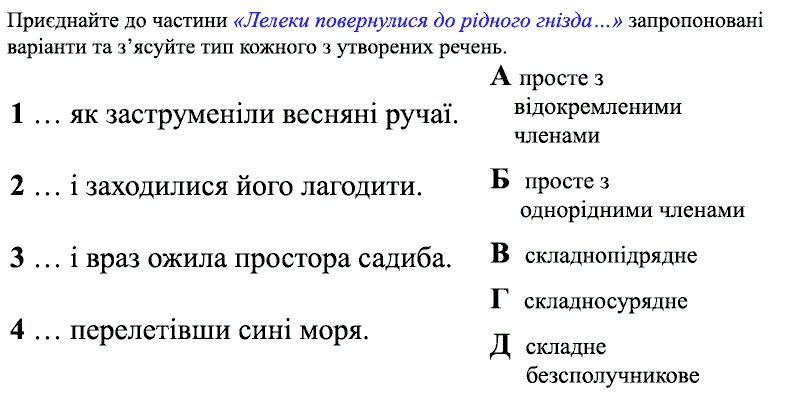 Приєднайте до частини «Лелеки повернулися до рідного гнізда…» запропоновані
варіанти та з’ясуйте тип кожного з утворених речень.
1 … як заструменіли весняні ручаї.
2 … і заходилися його лагодити.
3 … і враз ожила простора садиба.
4 … перелетівши сині моря.
А просте з
відокремленими
членами
Б просте з
однорідними членами
В складнопідрядне
Г складносурядне
Д складне
безсполучникове